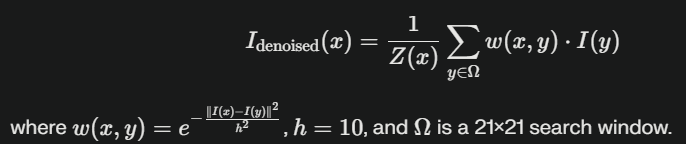 I_denoised(x) = 1/Z(x) ∑_{y∈Ω} w(x, y) · I(y)
where w(x, y) = e^{−‖I(x)−I(y)‖²/h²}, h = 10, and Ω is a 21×21 search window.